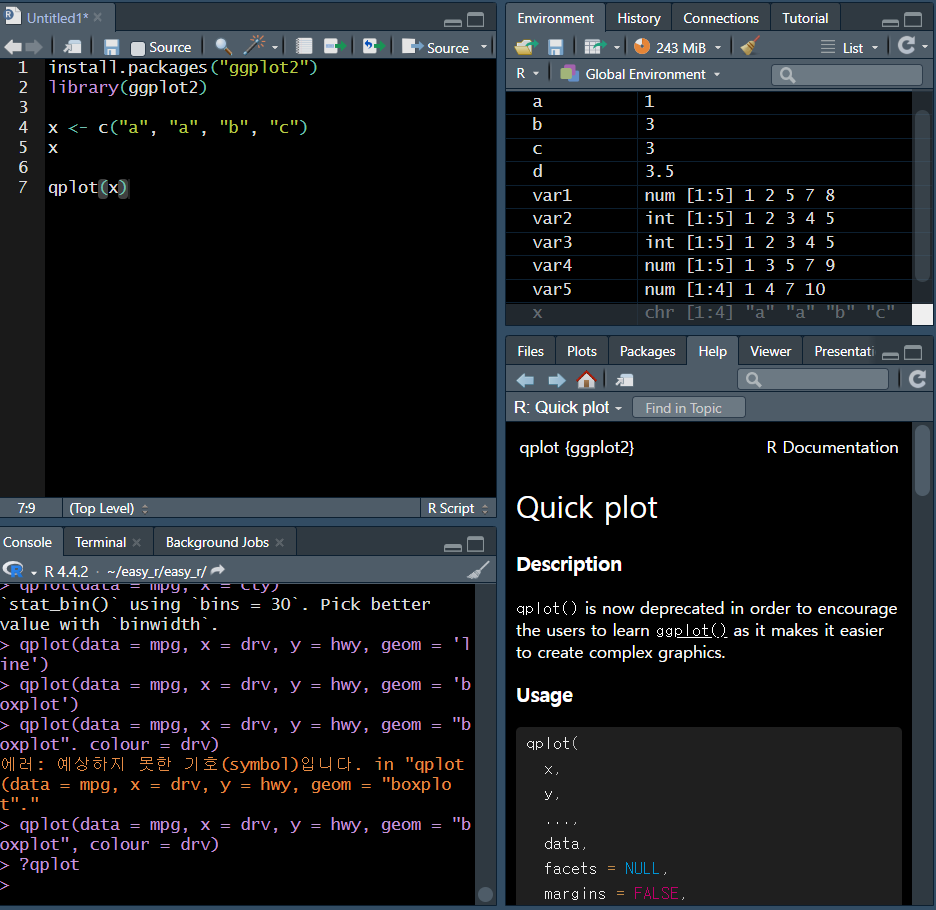 Untitled1*
Source
Source
1 install.packages("ggplot2")
2 library(ggplot2)
3
4 x <- c("a", "a", "b", "c")
5 x
6
7 qplot(x)
7:9
(Top Level)
R Script
Console
Terminal
Background Jobs
R 4.4.2 · ~/easy_r/easy_r/
> qplot(data = mpg, x = cty)
`stat_bin()` using `bins = 30`. Pick better
value with `binwidth`.
> qplot(data = mpg, x = drv, y = hwy, geom = 'l
ine')
> qplot(data = mpg, x = drv, y = hwy, geom = 'b
oxplot')
> qplot(data = mpg, x = drv, y = hwy, geom = "b
oxplot". colour = drv)
에러: 예상하지 못한 기호(symbol)입니다. in "qplot
(data = mpg, x = drv, y = hwy, geom = "boxplo
t"."
> qplot(data = mpg, x = drv, y = hwy, geom = "b
oxplot", colour = drv)
> ?qplot
>
Environment
History
Connections
Tutorial
243 MiB
List
R
Global Environment
a 1
b 3
c 3
d 3.5
var1 num [1:5] 1 2 5 7 8
var2 int [1:5] 1 2 3 4 5
var3 int [1:5] 1 2 3 4 5
var4 num [1:5] 1 3 5 7 9
var5 num [1:4] 1 4 7 10
x chr [1:4] "a" "a" "b" "c"
Files
Plots
Packages
Help
Viewer
Presentati
R: Quick plot
Find in Topic
qplot {ggplot2}
R Documentation
Quick plot
Description
qplot() is now deprecated in order to encourage
the users to learn ggplot() as it makes it easier
to create complex graphics.
Usage
qplot(
x,
y,
...,
data,
facets = NULL,
margins = FALSE,